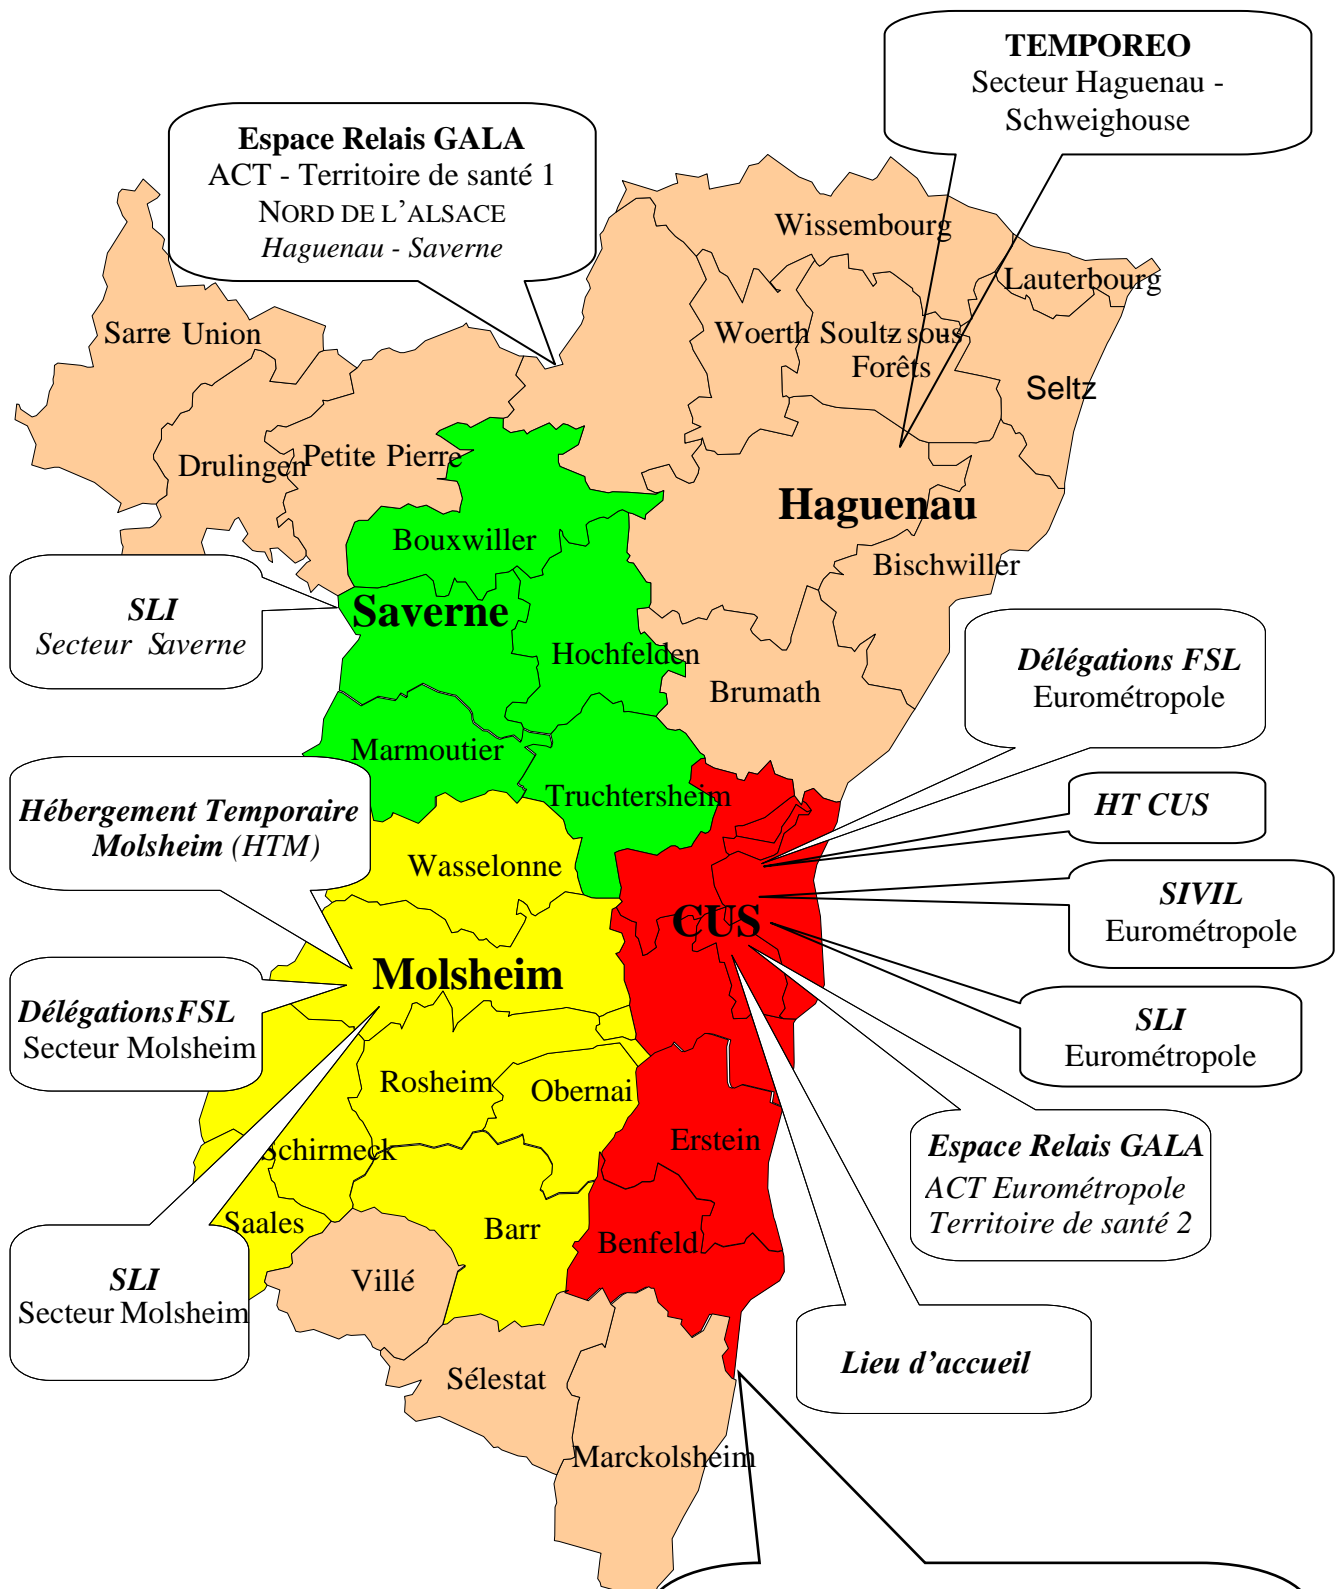 TEMPOREO
Secteur Haguenau -
Schweighouse
Espace Relais GALA
ACT - Territoire de santé 1
NORD DE L'ALSACE
Haguenau - Saverne
Wissembourg
Lauterbourg
Sarre - Union
Woerth
Soultz - sous
Forêts
Seltz
Drulingen
Petite - Pierre
Haguenau
Bouxwiller
Bischwiller
SLI
Secteur Saverne
Saverne
Hochfelden
Brumath
Délégations FSL
Eurométropole
Marmoutier
Truchtersheim
Hébergement Temporaire
Molsheim (HTM)
HT CUS
Wasselonne
SIVIL
Eurométropole
CUS
Molsheim
Délégations FSL
Secteur Molsheim
SLI
Eurométropole
Rosheim
Obernai
Schirmeck
Erstein
Espace Relais GALA
ACT Eurométropole
Territoire de santé 2
Saales
Barr
Benfeld
SLI
Secteur Molsheim
Villé
Lieu d'accueil
Sélestat
Marckolsheim